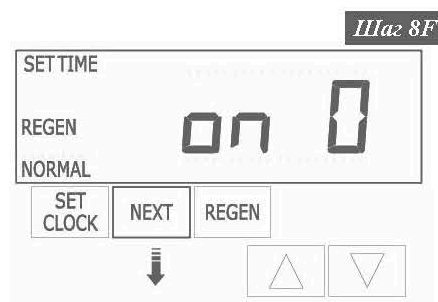 Шаг 8F
SET TIME
REGEN on 0
NORMAL
SET
CLOCK
NEXT
REGEN